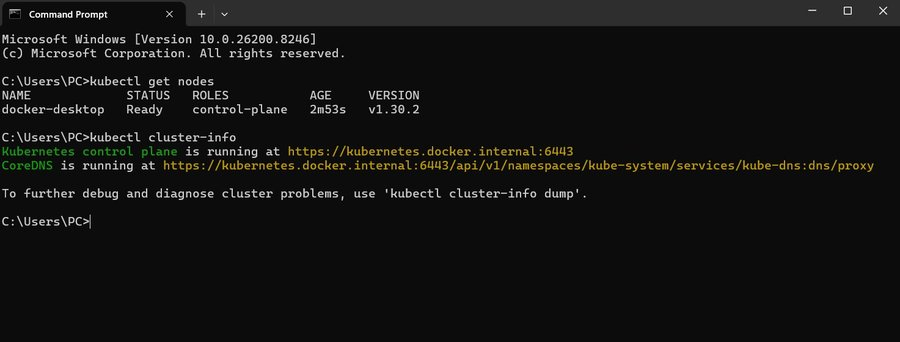 Command Prompt
Microsoft Windows [Version 10.0.26200.8246]
(c) Microsoft Corporation. All rights reserved.
C:\Users\PC>kubectl get nodes
NAME             STATUS   ROLES           AGE     VERSION
docker-desktop   Ready    control-plane   2m53s   v1.30.2
C:\Users\PC>kubectl cluster-info
Kubernetes control plane is running at https://kubernetes.docker.internal:6443
CoreDNS is running at https://kubernetes.docker.internal:6443/api/v1/namespaces/kube-system/services/kube-dns:dns/proxy
To further debug and diagnose cluster problems, use 'kubectl cluster-info dump'.
C:\Users\PC>